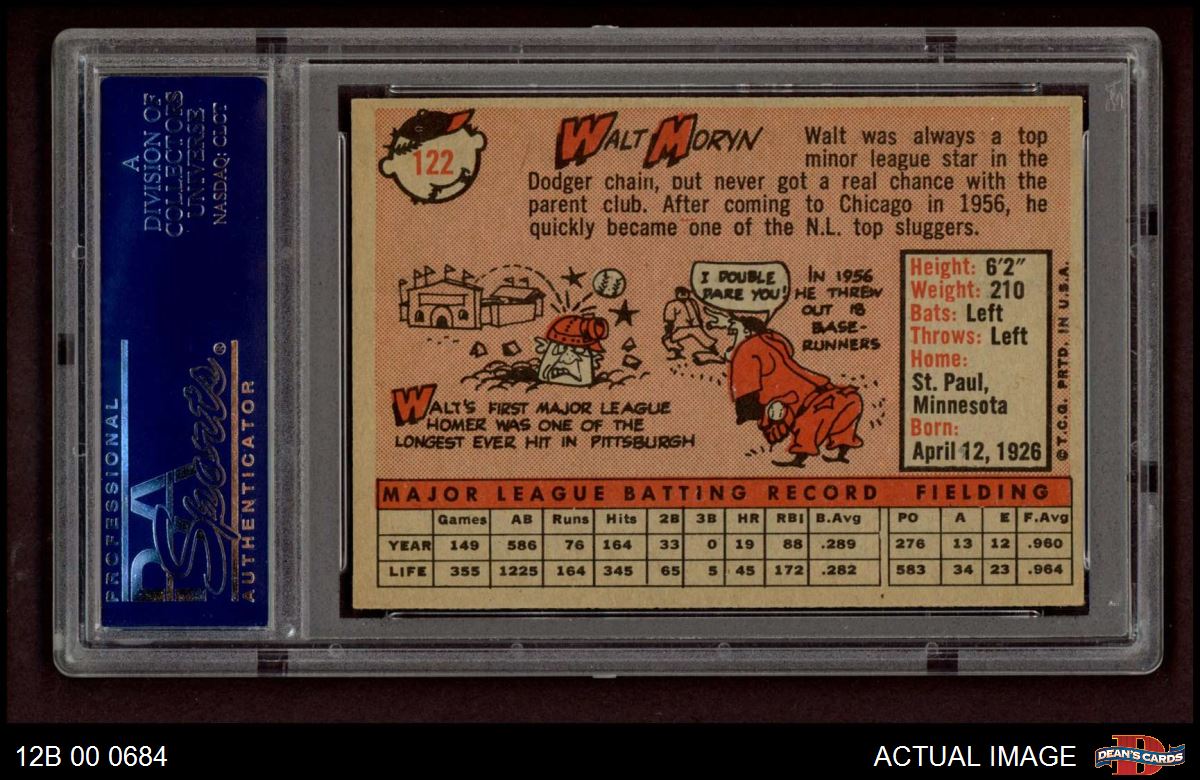 A
DIVISION OF
COLLECTORS
UNIVERSE
NASDAQ: CLCT
PROFESSIONAL
PSA
Sports®
AUTHENTICATOR
122
WALT MORYN
Walt was always a top
minor league star in the
Dodger chain, but never got a real chance with the
parent club. After coming to Chicago in 1956, he
quickly became one of the N.L. top sluggers.
WALT'S FIRST MAJOR LEAGUE
HOMER WAS ONE OF THE
LONGEST EVER HIT IN PITTSBURGH
I DOUBLE
DARE YOU!
IN 1956
HE THREW
OUT 18
BASE-
RUNNERS
Height: 6'2"
Weight: 210
Bats: Left
Throws: Left
Home:
St. Paul,
Minnesota
Born:
April 12, 1926
© T.C.G. PRTD. IN U.S.A.
MAJOR LEAGUE BATTING RECORD FIELDING
Games AB Runs Hits 2B 3B HR RBI B.Avg PO A E F.Avg
YEAR 149 586 76 164 33 0 19 88 .289 276 13 12 .960
LIFE 355 1225 164 345 65 5 45 172 .282 583 34 23 .964
12B 00 0684
ACTUAL IMAGE
DEAN'S CARDS